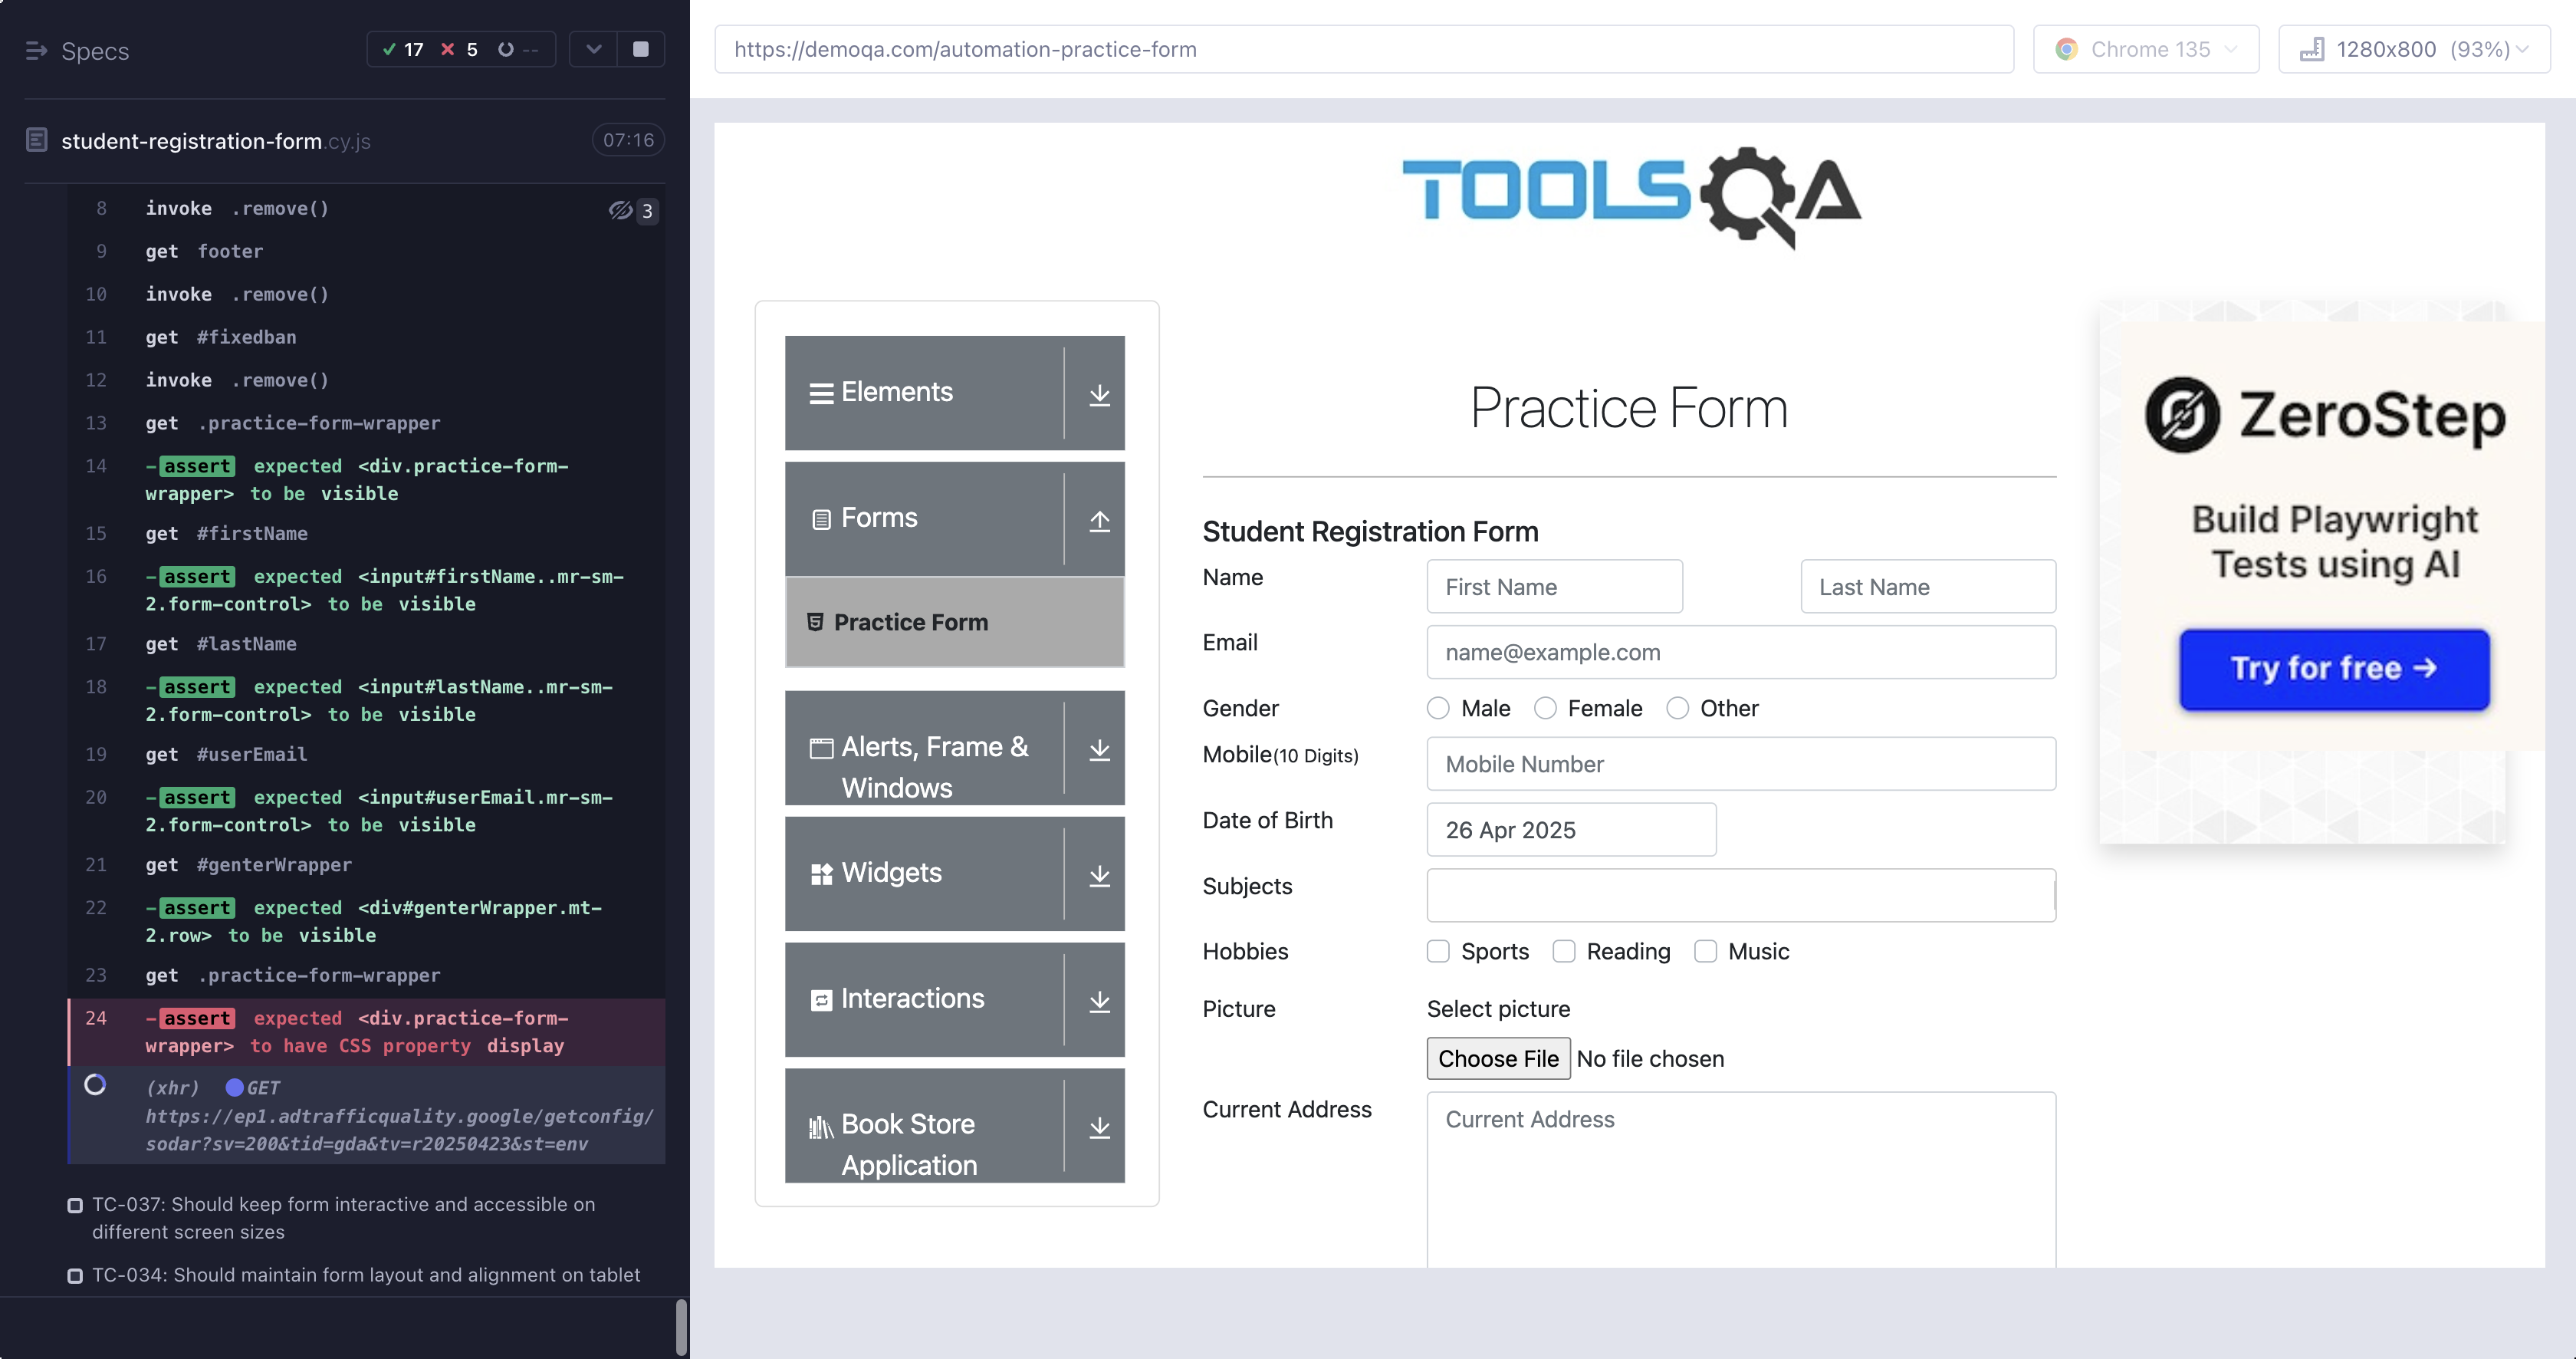 Specs
17 5 --
student-registration-form.cy.js 07:16
8 invoke .remove() 3
9 get footer
10 invoke .remove()
11 get #fixedban
12 invoke .remove()
13 get .practice-form-wrapper
14 -assert expected <div.practice-form-
wrapper> to be visible
15 get #firstName
16 -assert expected <input#firstName..mr-sm-
2.form-control> to be visible
17 get #lastName
18 -assert expected <input#lastName..mr-sm-
2.form-control> to be visible
19 get #userEmail
20 -assert expected <input#userEmail.mr-sm-
2.form-control> to be visible
21 get #genterWrapper
22 -assert expected <div#genterWrapper.mt-
2.row> to be visible
23 get .practice-form-wrapper
24 -assert expected <div.practice-form-
wrapper> to have CSS property display
(xhr) GET
https://ep1.adtrafficquality.google/getconfig/
sodar?sv=200&tid=gda&tv=r20250423&st=env
TC-037: Should keep form interactive and accessible on
different screen sizes
TC-034: Should maintain form layout and alignment on tablet
https://demoqa.com/automation-practice-form
Chrome 135
1280x800 (93%)
TOOLSQA
Elements
Forms
Practice Form
Alerts, Frame &
Windows
Widgets
Interactions
Book Store
Application
Practice Form
Student Registration Form
Name First Name Last Name
Email name@example.com
Gender Male Female Other
Mobile(10 Digits) Mobile Number
Date of Birth 26 Apr 2025
Subjects
Hobbies Sports Reading Music
Picture Select picture
Choose File No file chosen
Current Address Current Address
ZeroStep
Build Playwright
Tests using AI
Try for free →